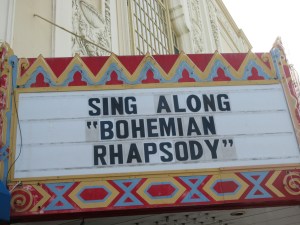 SING ALONG
"BOHEMIAN
RHAPSODY"